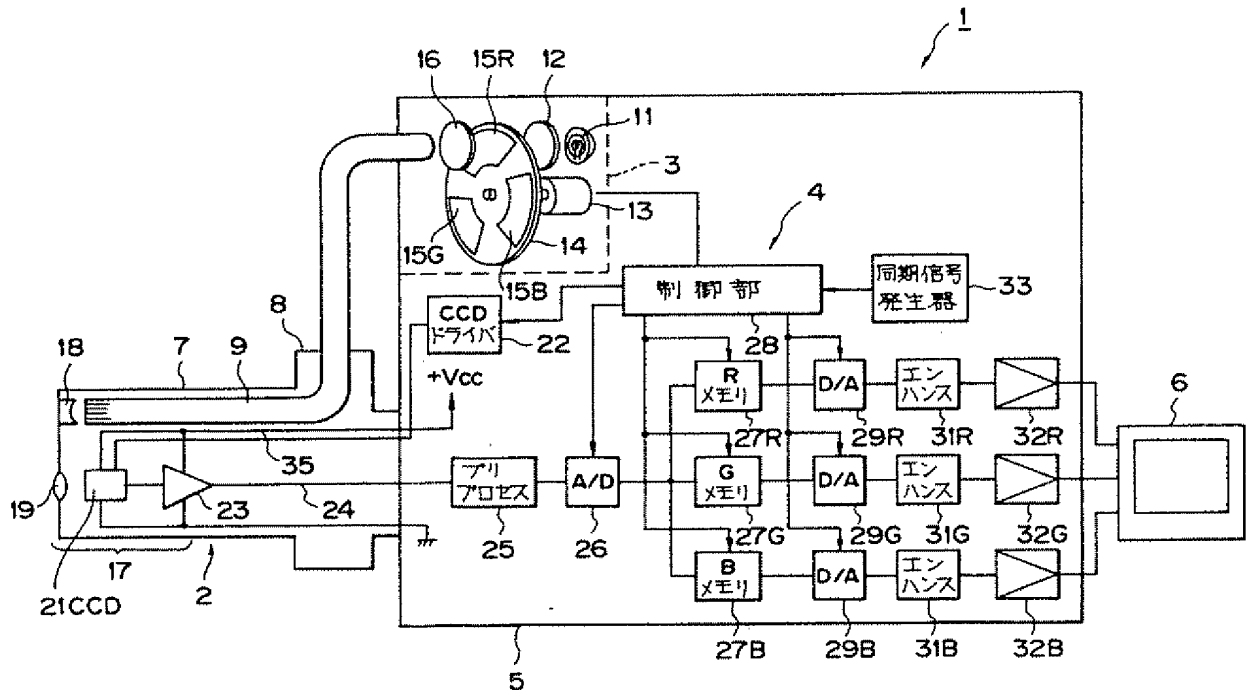 1
16
15R
12
11
3
13
15G
14
15B
4
制御部
28
同期信号
発生器
33
CCD
ドライバ
22
8
7
9
18
+Vcc
35
19
23
24
17
2
21CCD
プリ
プロセス
25
A/D
26
R
メモリ
27R
D/A
29R
エン
ハンス
31R
32R
6
G
メモリ
27G
D/A
29G
エン
ハンス
31G
32G
B
メモリ
27B
D/A
29B
エン
ハンス
31B
32B
5